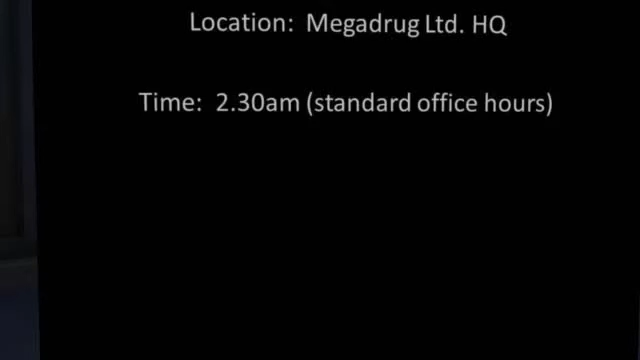 Location: Megadrug Ltd. HQ
Time: 2.30am (standard office hours)